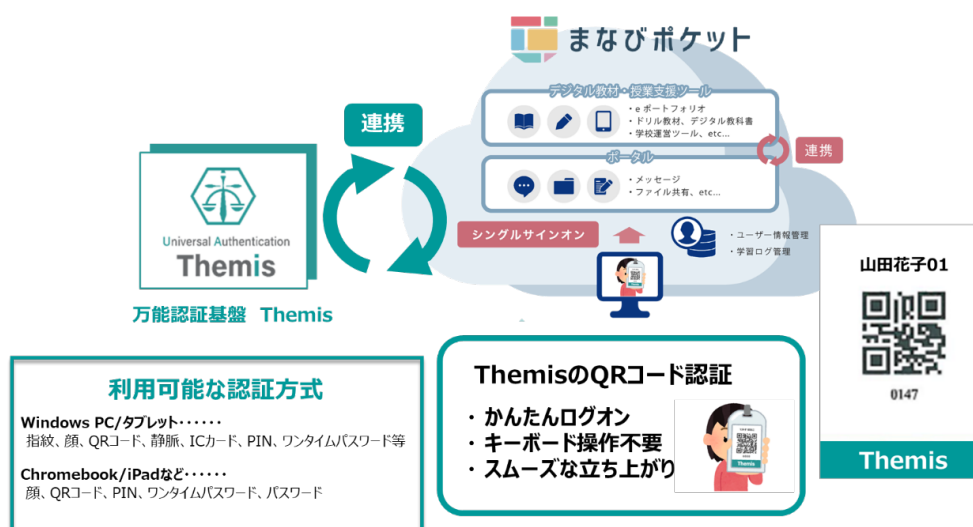 まなびポケット
デジタル教材・授業支援ツール
・eポートフォリオ
・ドリル教材、デジタル教科書
・学校運営ツール、etc...
連携
連携
ポータル
・メッセージ
・ファイル共有、etc...
シングルサインオン
・ユーザー情報管理
・学習ログ管理
Universal Authentication
Themis
万能認証基盤 Themis
山田花子01
0147
Themis
利用可能な認証方式
Windows PC/タブレット・・・・・・
指紋、顔、QRコード、静脈、ICカード、PIN、ワンタイムパスワード等
Chromebook/iPadなど・・・・・・
顔、QRコード、PIN、ワンタイムパスワード、パスワード
ThemisのQRコード認証
・ かんたんログオン
・ キーボード操作不要
・ スムーズな立ち上がり
Themis